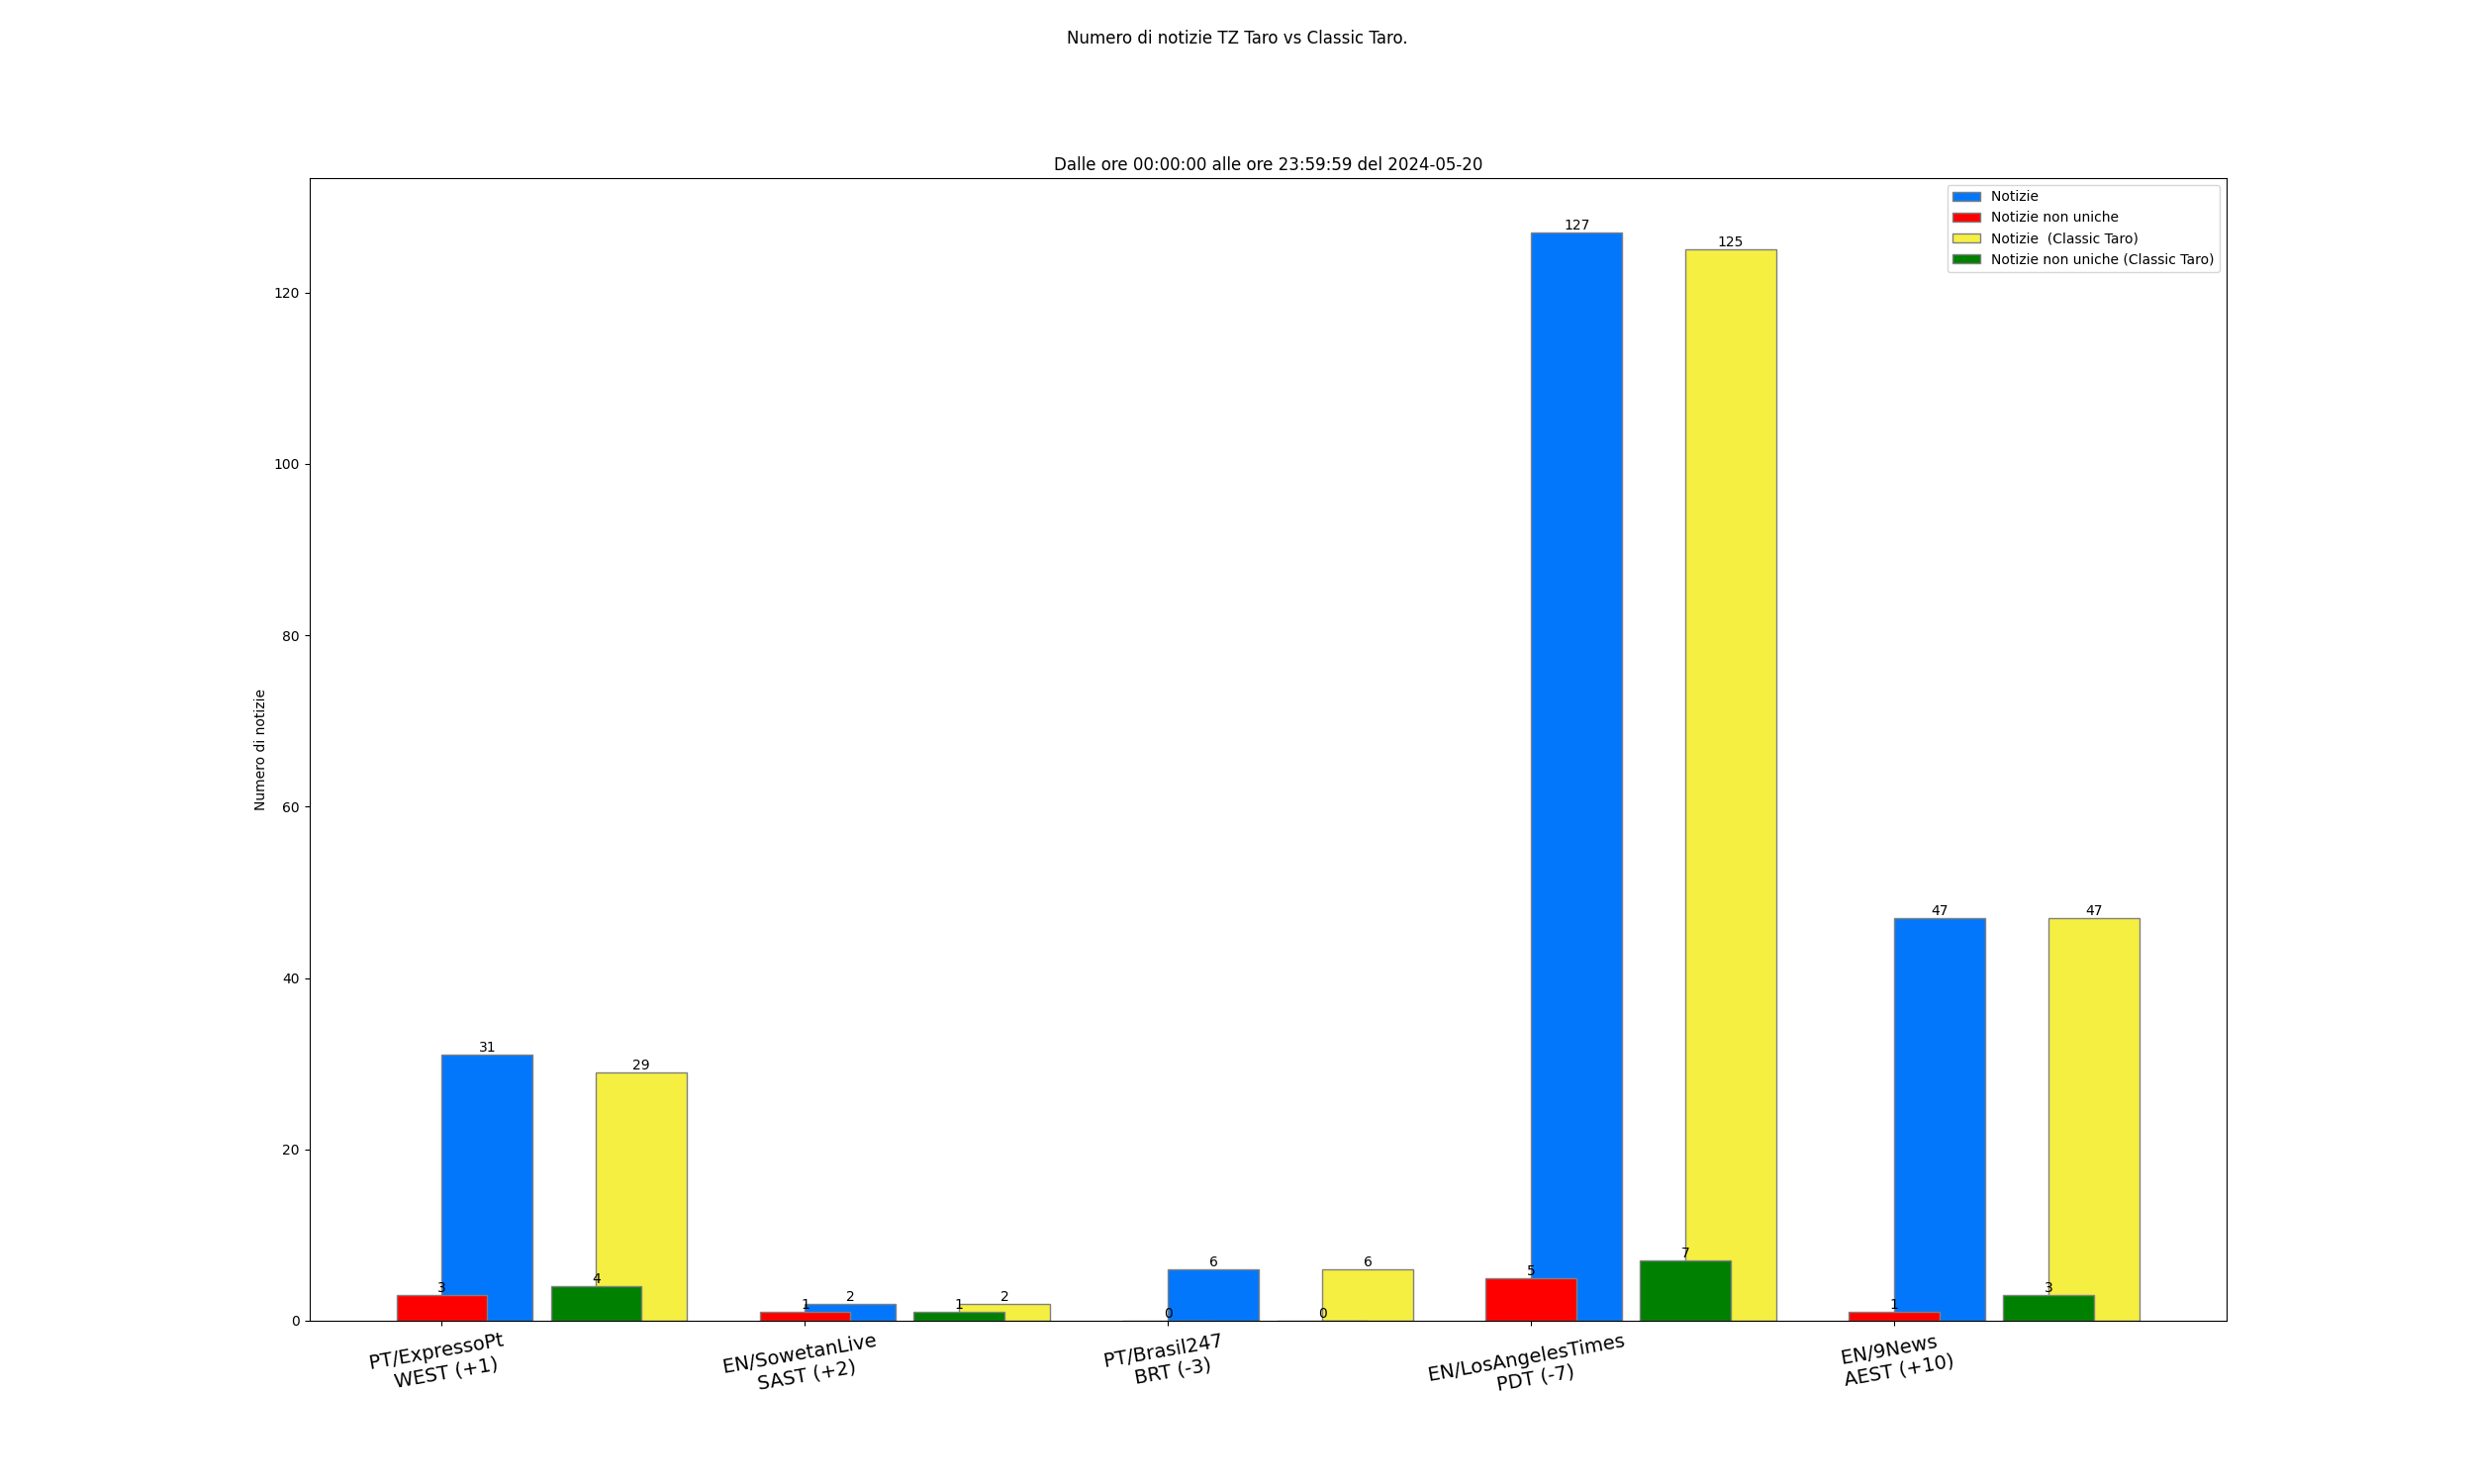 Numero di notizie TZ Taro vs Classic Taro.
Dalle ore 00:00:00 alle ore 23:59:59 del 2024-05-20
Notizie
Notizie non uniche
Notizie  (Classic Taro)
Notizie non uniche (Classic Taro)
Numero di notizie
120
100
80
60
40
20
0
3
31
4
29
1
2
1
2
0
6
0
6
5
127
7
125
1
47
3
47
PT/ExpressoPt
WEST (+1)
EN/SowetanLive
SAST (+2)
PT/Brasil247
BRT (-3)
EN/LosAngelesTimes
PDT (-7)
EN/9News
AEST (+10)